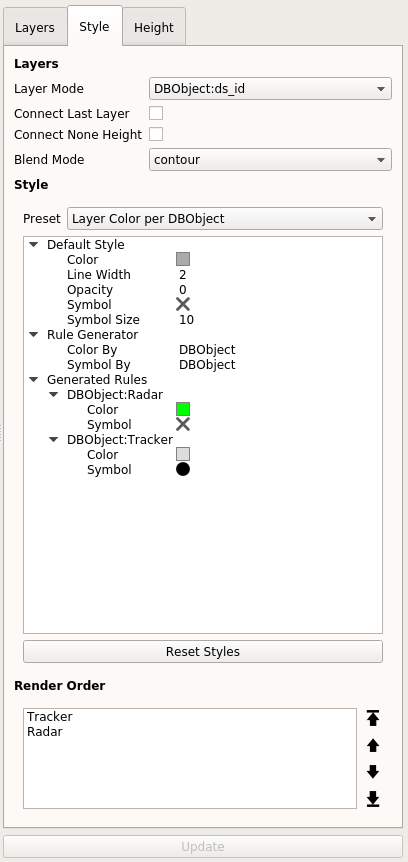 Layers Style Height
Layers
Layer Mode DBObject:ds_id
Connect Last Layer
Connect None Height
Blend Mode contour
Style
Preset Layer Color per DBObject
Default Style
Color
Line Width 2
Opacity 0
Symbol
Symbol Size 10
Rule Generator
Color By DBObject
Symbol By DBObject
Generated Rules
DBObject:Radar
Color
Symbol
DBObject:Tracker
Color
Symbol
Reset Styles
Render Order
Tracker
Radar
Update